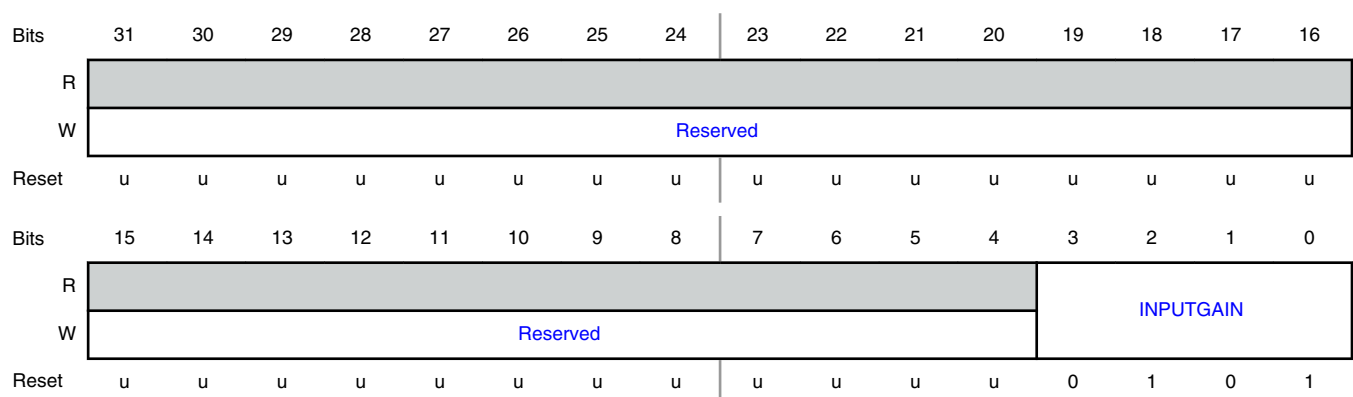 Bits 31 30 29 28 27 26 25 24 23 22 21 20 19 18 17 16
R
W Reserved
Reset u u u u u u u u u u u u u u u u
Bits 15 14 13 12 11 10 9 8 7 6 5 4 3 2 1 0
R
INPUTGAIN
W Reserved
Reset u u u u u u u u u u u u 0 1 0 1